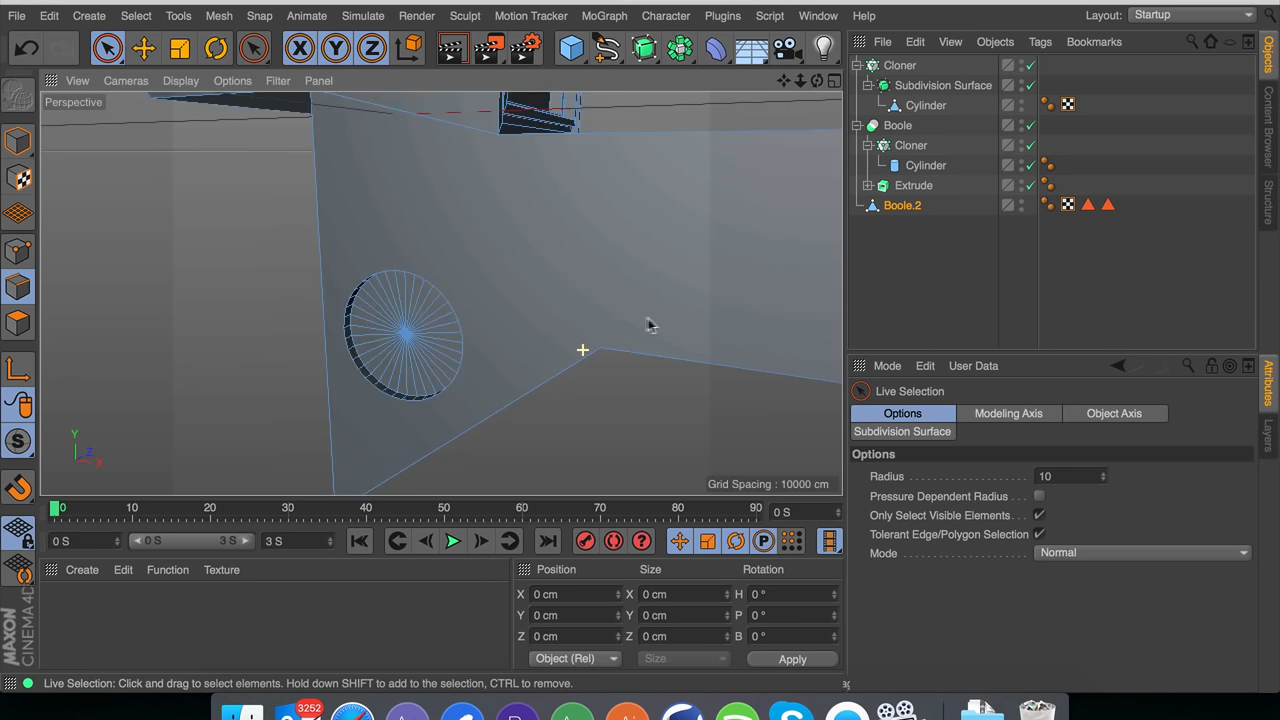 File Edit Create Select Tools Mesh Snap Animate Simulate Render Sculpt Motion Tracker MoGraph Character Plugins Script Window Help Layout: Startup
X Y Z
File Edit View Objects Tags Bookmarks
View Cameras Display Options Filter Panel
Perspective
Cloner
Subdivision Surface
Cylinder
Boole
Cloner
Cylinder
Extrude
Boole.2
Objects
Content Browser
Structure
Mode Edit User Data
Live Selection
Options Modeling Axis Object Axis
Subdivision Surface
Options
Radius 10
Pressure Dependent Radius
Only Select Visible Elements
Tolerant Edge/Polygon Selection
Mode Normal
Attributes
Layers
Y
Z
X
Grid Spacing : 10000 cm
S
0 10 20 30 40 50 60 70 80 90 0 S
0 S 0 S 3 S 3 S
P
Create Edit Function Texture
Position Size Rotation
X 0 cm X 0 cm H 0 °
Y 0 cm Y 0 cm P 0 °
Z 0 cm Z 0 cm B 0 °
Object (Rel) Size Apply
MAXON
CINEMA 4D
Live Selection: Click and drag to select elements. Hold down SHIFT to add to the selection, CTRL to remove.
3252